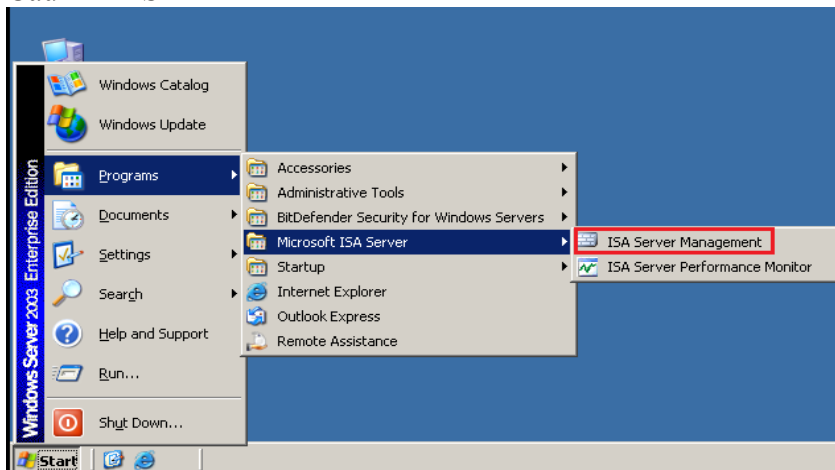 Windows Catalog
Windows Update
Programs
Documents
Settings
Search
Help and Support
Run...
Shut Down...
Windows Server 2003 Enterprise Edition
Accessories
Administrative Tools
BitDefender Security for Windows Servers
Microsoft ISA Server
Startup
Internet Explorer
Outlook Express
Remote Assistance
ISA Server Management
ISA Server Performance Monitor
Start